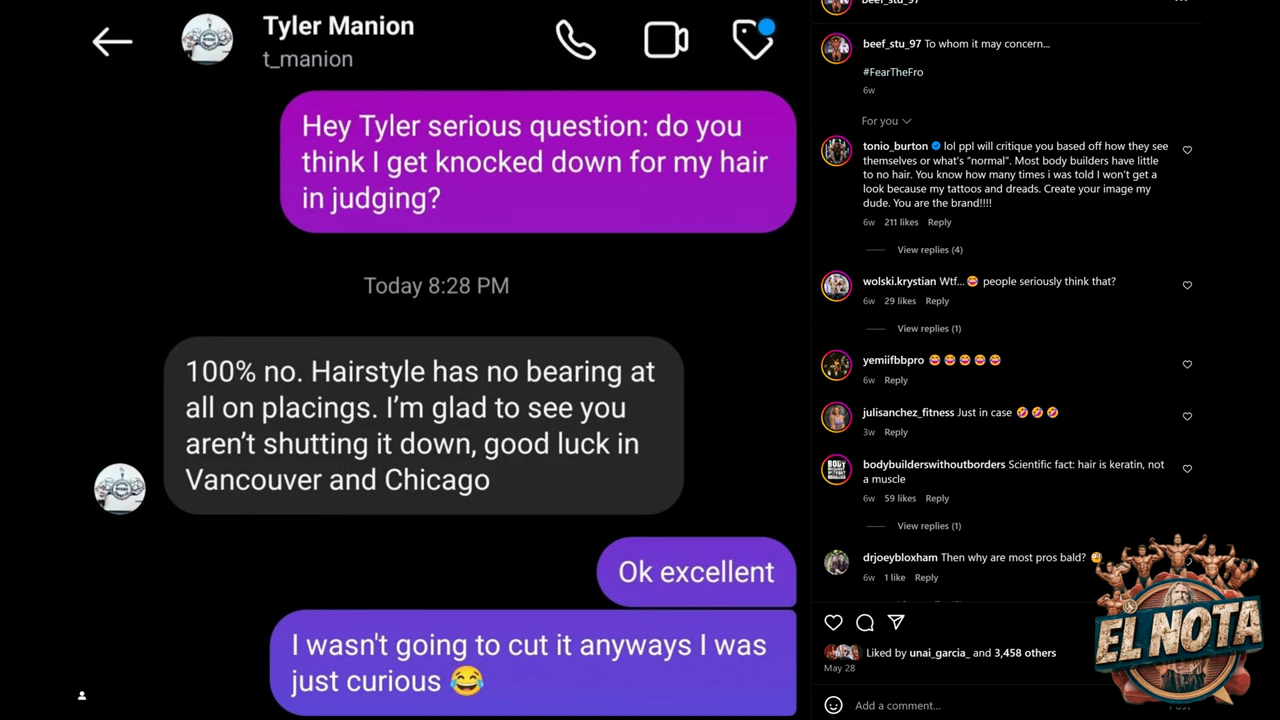 Tyler Manion
t_manion
Hey Tyler serious question: do you
think I get knocked down for my hair
in judging?
Today 8:28 PM
100% no. Hairstyle has no bearing at
all on placings. I'm glad to see you
aren't shutting it down, good luck in
Vancouver and Chicago
Ok excellent
I wasn't going to cut it anyways I was
just curious 😂
beef_stu_97
beef_stu_97 To whom it may concern...
#FearTheFro
6w
For you
tonio_burton lol ppl will critique you based off how they see
themselves or what's "normal". Most body builders have little
to no hair. You know how many times i was told I won't get a
look because my tattoos and dreads. Create your image my
dude. You are the brand!!!!
6w 211 likes Reply
View replies (4)
wolski.krystian Wtf...😂 people seriously think that?
6w 29 likes Reply
View replies (1)
yemiifbbpro 😂😂😂😂😂
6w Reply
julisanchez_fitness Just in case 🤣🤣🤣
3w Reply
bodybuilderswithoutborders Scientific fact: hair is keratin, not
a muscle
6w 59 likes Reply
View replies (1)
drjoeybloxham Then why are most pros bald?
6w 1 like Reply
Liked by unai_garcia_ and 3,458 others
May 28
Add a comment...
EL NOTA